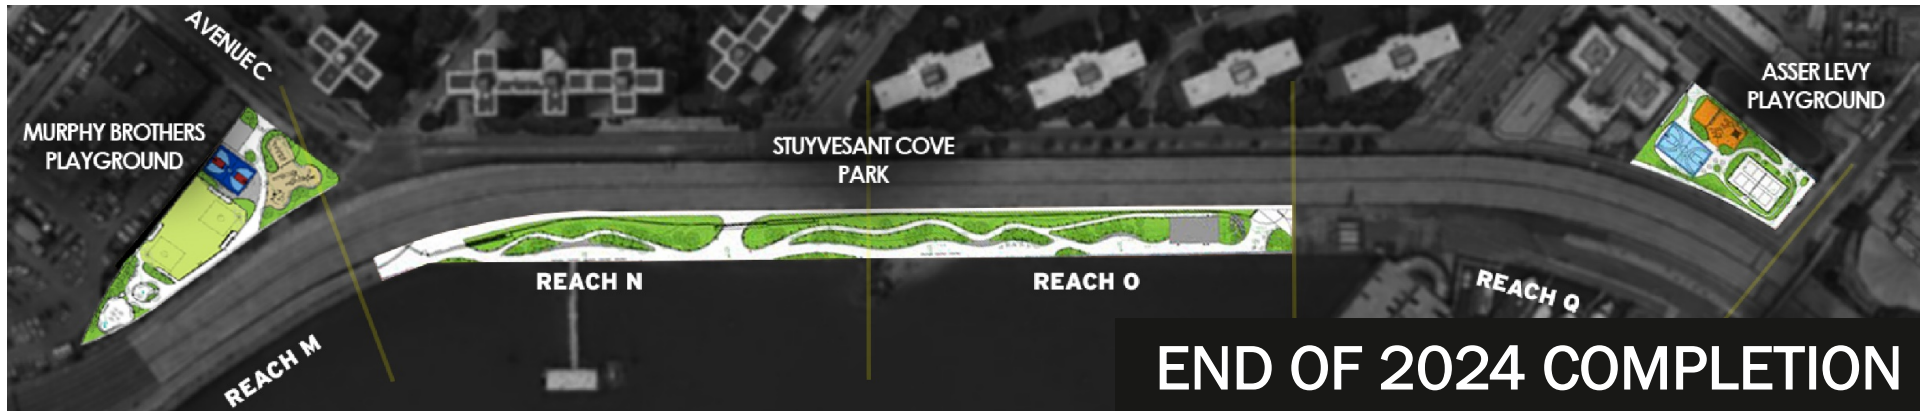 AVENUE C
MURPHY BROTHERS
PLAYGROUND
STUYVESANT COVE
PARK
ASSER LEVY
PLAYGROUND
REACH M
REACH N
REACH O
REACH Q
END OF 2024 COMPLETION